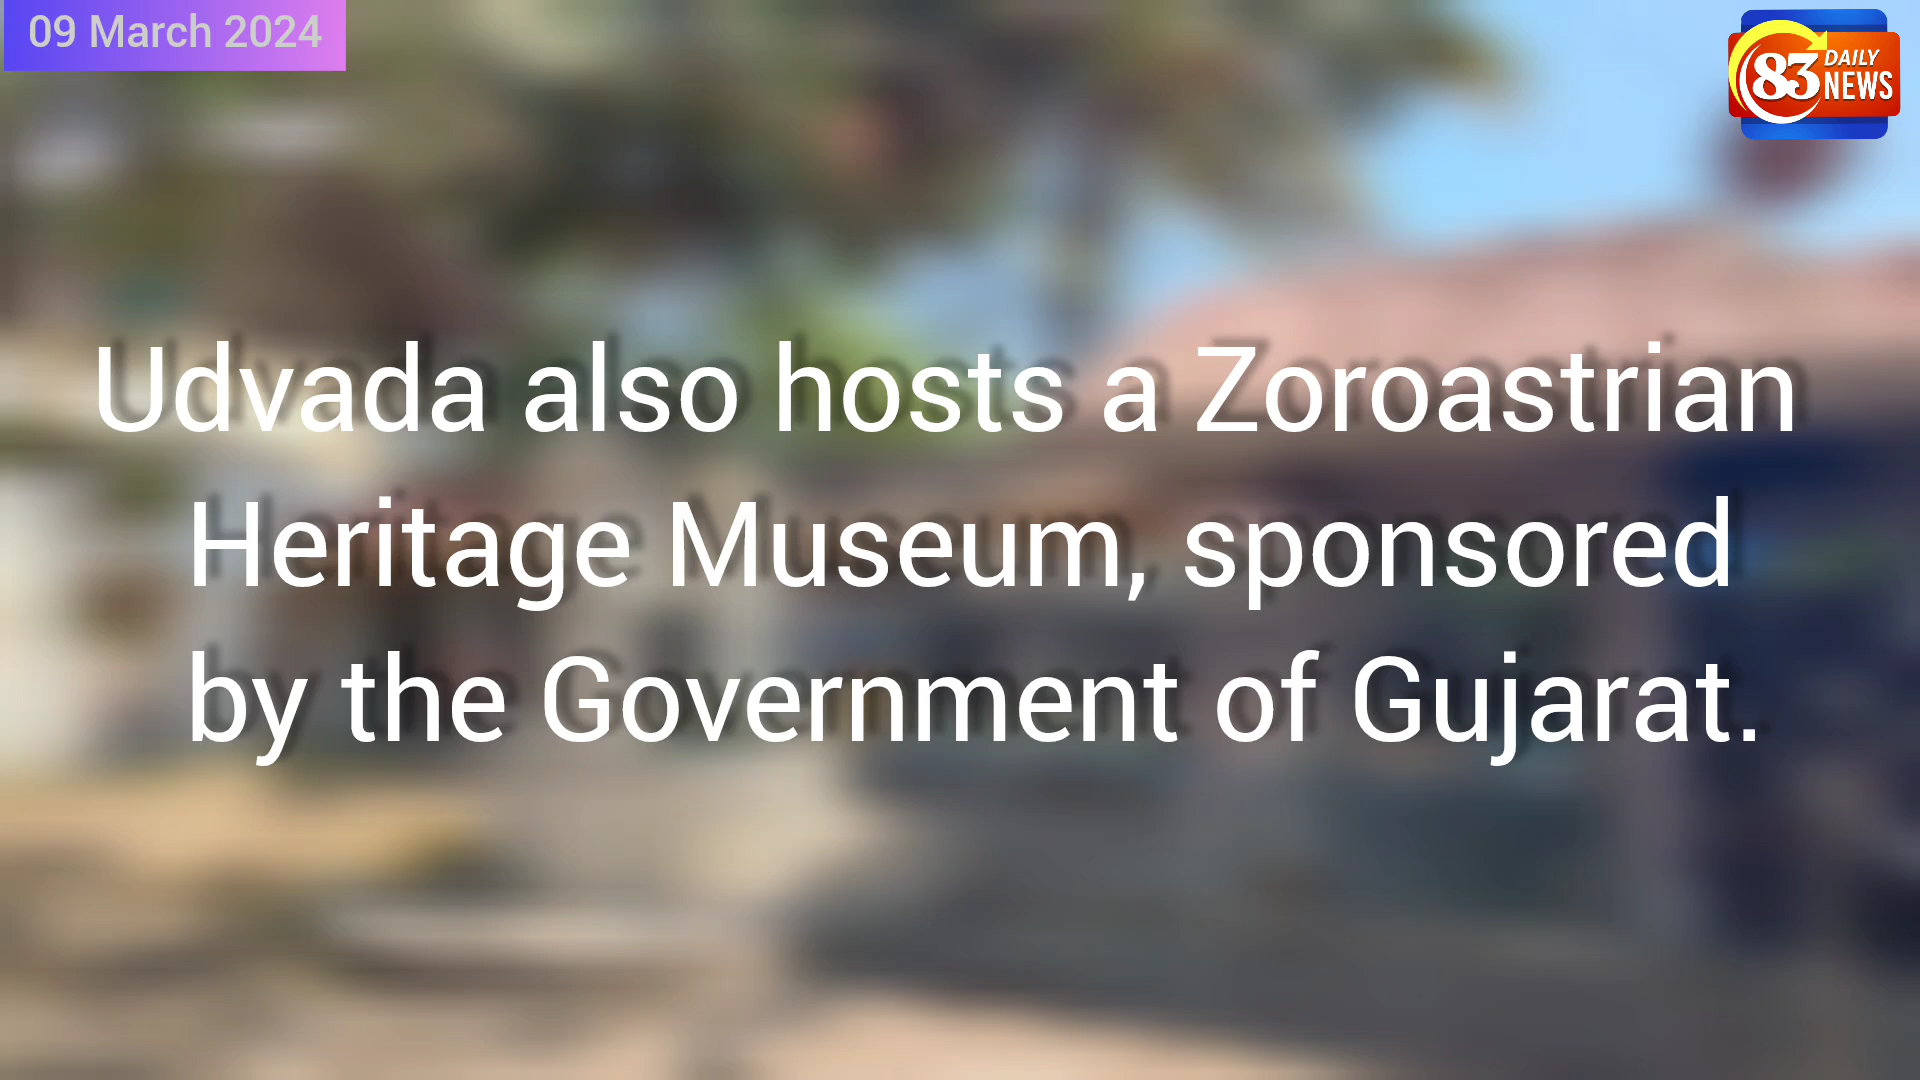 09 March 2024
83 DAILY
NEWS
Udvada also hosts a Zoroastrian
Heritage Museum, sponsored
by the Government of Gujarat.